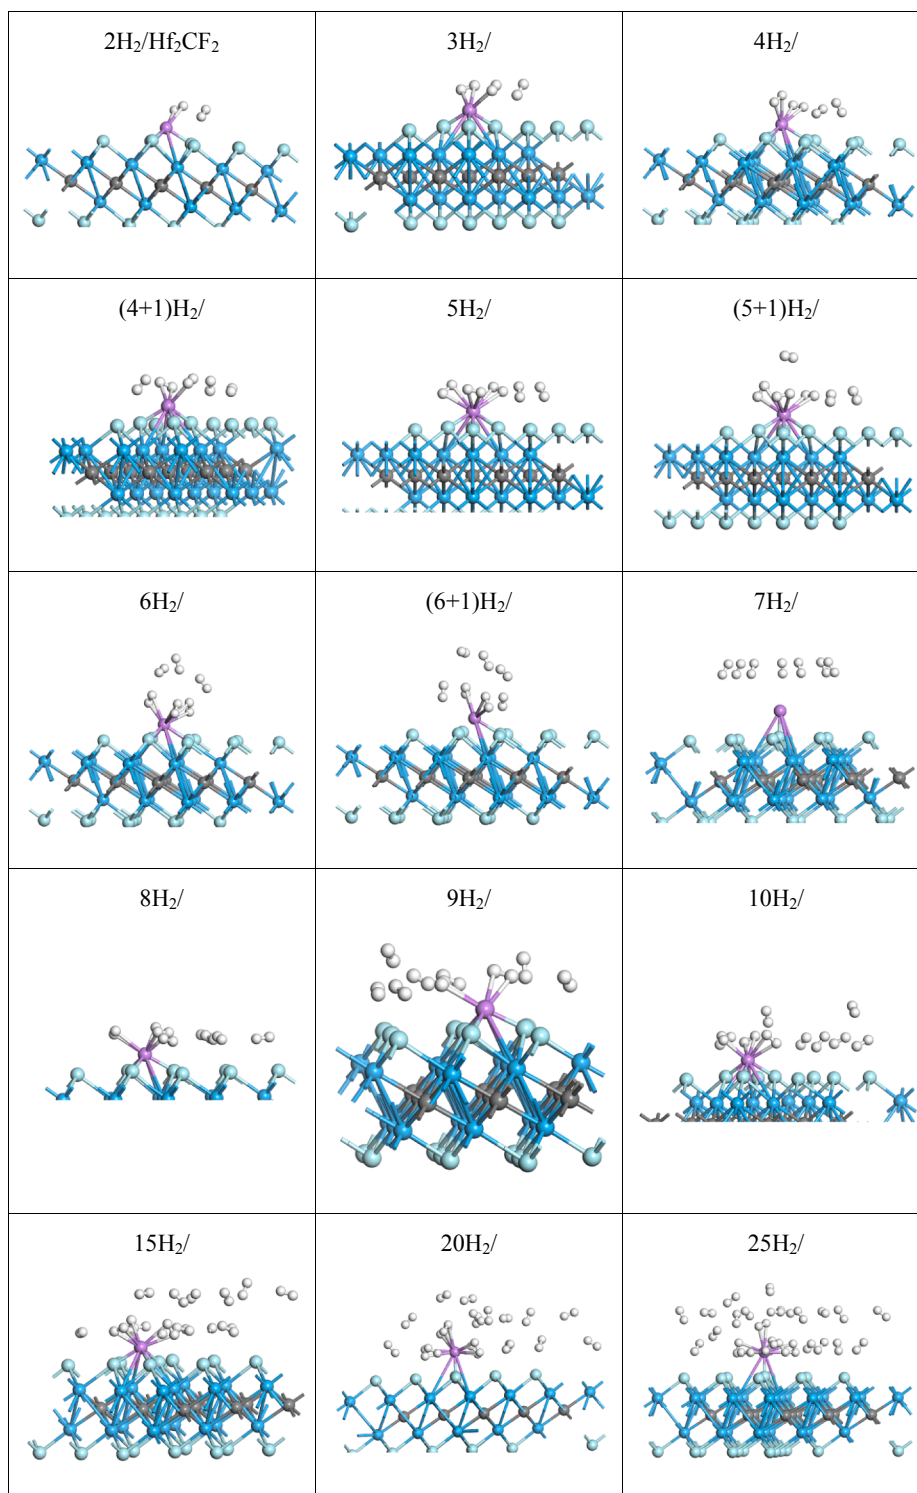 2H₂/Hf₂CF₂
3H₂/
4H₂/
(4+1)H₂/
5H₂/
(5+1)H₂/
6H₂/
(6+1)H₂/
7H₂/
8H₂/
9H₂/
10H₂/
15H₂/
20H₂/
25H₂/